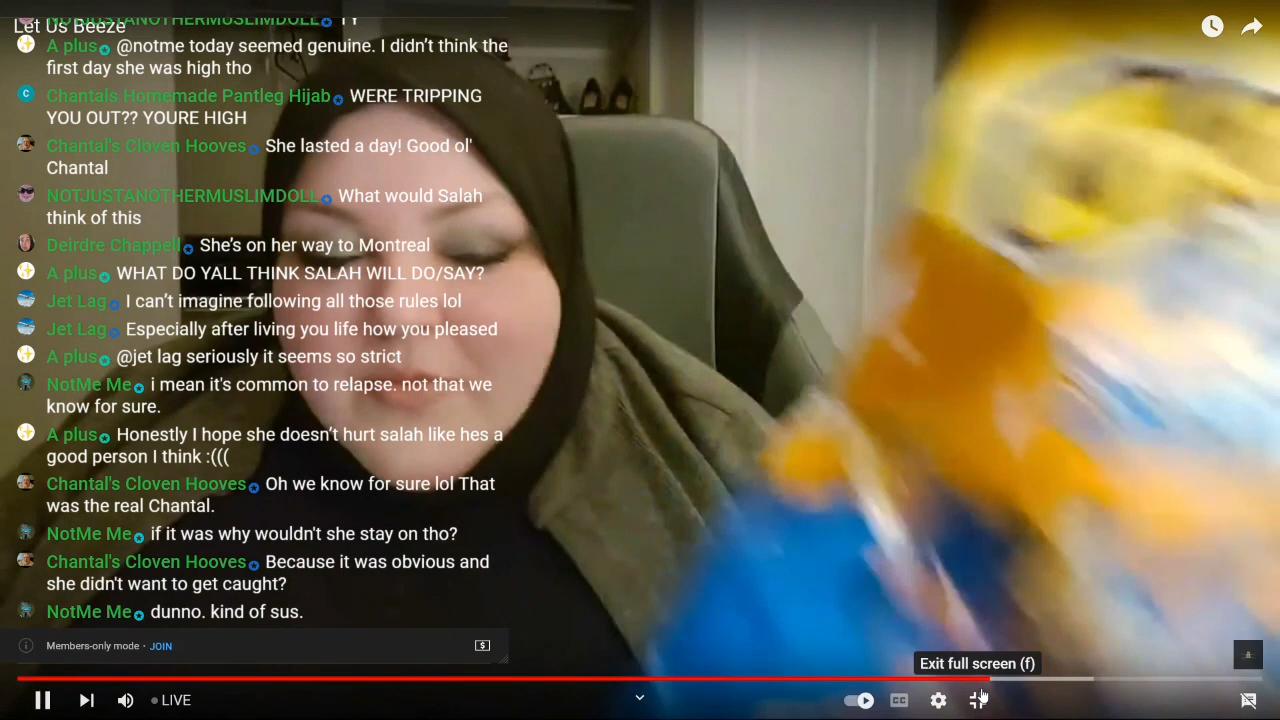 Let Us Beeze
NOTJUSTANOTHERMUSLIMDOLL TY
A plus @notme today seemed genuine. I didn’t think the
first day she was high tho
C Chantals Homemade Pantleg Hijab WERE TRIPPING
YOU OUT?? YOURE HIGH
Chantal's Cloven Hooves She lasted a day! Good ol'
Chantal
NOTJUSTANOTHERMUSLIMDOLL What would Salah
think of this
Deirdre Chappell She’s on her way to Montreal
A plus WHAT DO YALL THINK SALAH WILL DO/SAY?
Jet Lag I can’t imagine following all those rules lol
Jet Lag Especially after living you life how you pleased
A plus @jet lag seriously it seems so strict
NotMe Me i mean it's common to relapse. not that we
know for sure.
A plus Honestly I hope she doesn’t hurt salah like hes a
good person I think :(((
Chantal's Cloven Hooves Oh we know for sure lol That
was the real Chantal.
NotMe Me if it was why wouldn't she stay on tho?
Chantal's Cloven Hooves Because it was obvious and
she didn't want to get caught?
NotMe Me dunno. kind of sus.
Members-only mode · JOIN
Exit full screen (f)
LIVE
CC